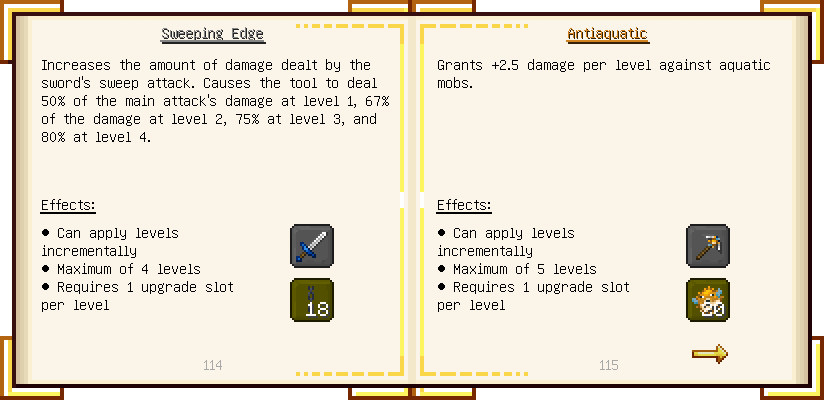 Sweeping Edge
Increases the amount of damage dealt by the
sword's sweep attack. Causes the tool to deal
50% of the main attack's damage at level 1, 67%
of the damage at level 2, 75% at level 3, and
80% at level 4.
Effects:
• Can apply levels
incrementally
• Maximum of 4 levels
• Requires 1 upgrade slot
per level
18
114
Antiaquatic
Grants +2.5 damage per level against aquatic
mobs.
Effects:
• Can apply levels
incrementally
• Maximum of 5 levels
• Requires 1 upgrade slot
per level
20
115